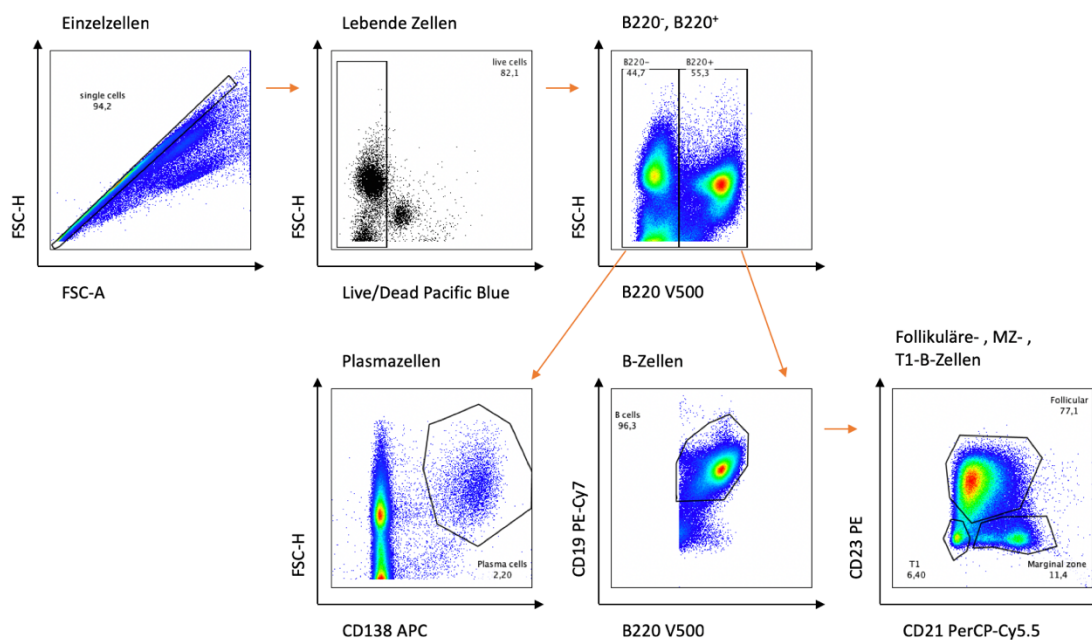 Einzelzellen
single cells
94,2
FSC-H
FSC-A
Lebende Zellen
live cells
82,1
FSC-H
Live/Dead Pacific Blue
B220⁻, B220⁺
B220−
44,7
B220+
55,3
FSC-H
B220 V500
Plasmazellen
Plasma cells
2,20
FSC-H
CD138 APC
B-Zellen
B cells
96,3
CD19 PE-Cy7
B220 V500
Follikuläre- , MZ- ,
T1-B-Zellen
Follicular
77,1
T1
6,40
Marginal zone
11,4
CD23 PE
CD21 PerCP-Cy5.5